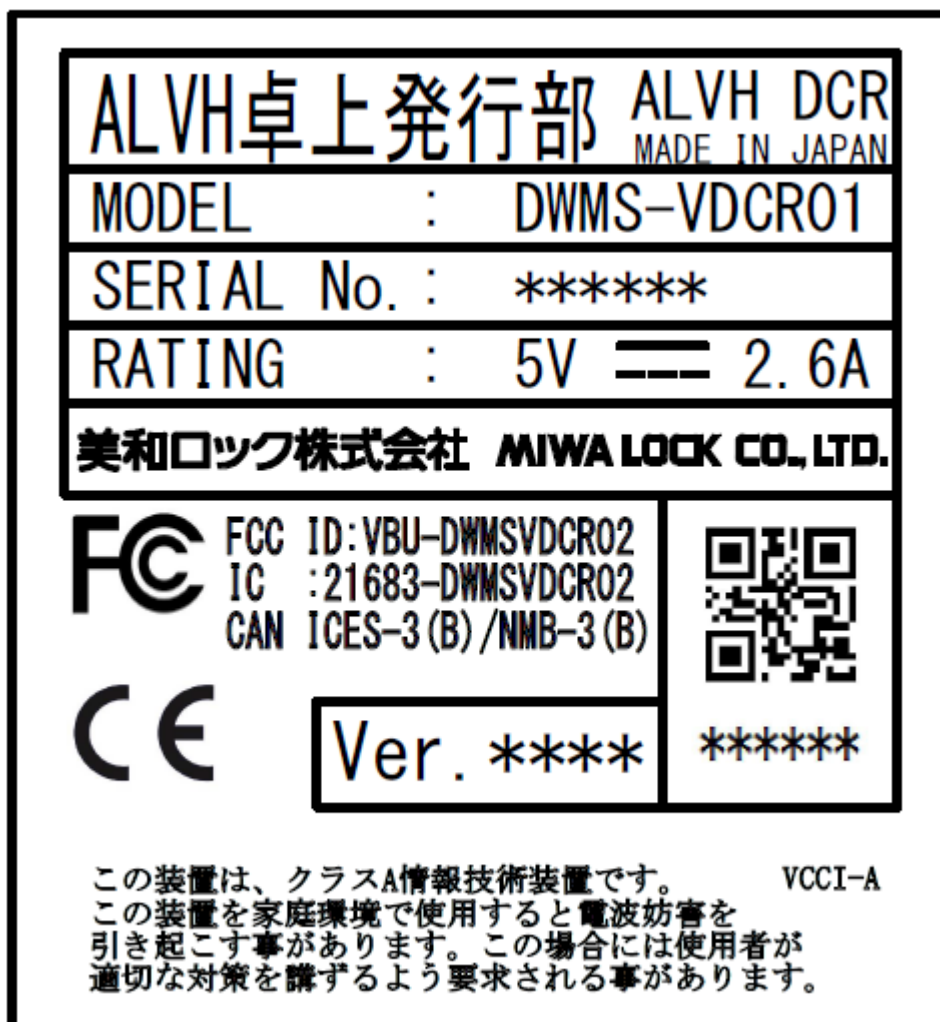 ALVH卓上発行部 ALVH DCR
MADE IN JAPAN
MODEL : DWMS-VDCR01
SERIAL No. : ******
RATING : 5V ⎓ 2.6A
美和ロック株式会社 MIWA LOCK CO., LTD.
FC FCC ID:VBU-DWMSVDCR02
IC :21683-DWMSVDCR02
CAN ICES-3(B)/NMB-3(B)
CE
Ver. ****
******
この装置は、クラスA情報技術装置です。 VCCI-A
この装置を家庭環境で使用すると電波妨害を
引き起こす事があります。この場合には使用者が
適切な対策を講ずるよう要求される事があります。